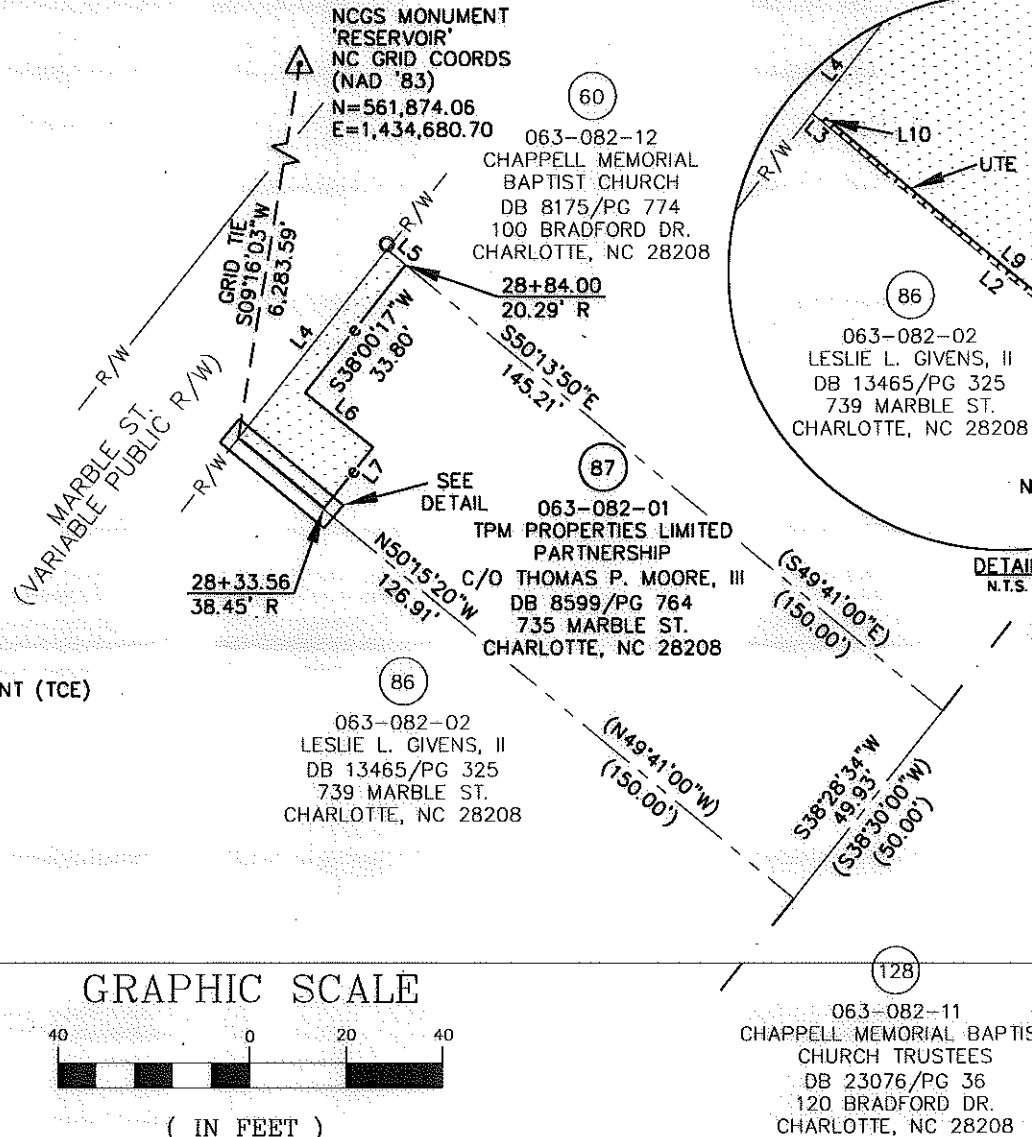 NCGS MONUMENT
'RESERVOIR'
NC GRID COORDS
(NAD '83)
N=561,874.06
E=1,434,680.70
GRID TIE
S09°16'03"W
6,283.59'
R/W
R/W
R/W
MARBLE ST.
(VARIABLE PUBLIC R/W)
60
063-082-12
CHAPPELL MEMORIAL
BAPTIST CHURCH
DB 8175/PG 774
100 BRADFORD DR.
CHARLOTTE, NC 28208
L4
L5
28+84.00
20.29' R
e
S38°00'17"W
33.80'
L6
e
L7
SEE
DETAIL
28+33.56
38.45' R
S50°13'50"E
145.21'
(S49°41'00"E)
(150.00')
87
063-082-01
TPM PROPERTIES LIMITED
PARTNERSHIP
C/O THOMAS P. MOORE, III
DB 8599/PG 764
735 MARBLE ST.
CHARLOTTE, NC 28208
N50°15'20"W
126.91'
(N49°41'00"W)
(150.00')
S38°28'34"W
49.93'
(S38°30'00"W)
(50.00')
86
063-082-02
LESLIE L. GIVENS, II
DB 13465/PG 325
739 MARBLE ST.
CHARLOTTE, NC 28208
NT (TCE)
L4
L3
R/W
L10
UTE
L9
L2
86
063-082-02
LESLIE L. GIVENS, II
DB 13465/PG 325
739 MARBLE ST.
CHARLOTTE, NC 28208
N
DETAIL
N.T.S.
128
063-082-11
CHAPPELL MEMORIAL BAPTIS
CHURCH TRUSTEES
DB 23076/PG 36
120 BRADFORD DR.
CHARLOTTE, NC 28208
GRAPHIC SCALE
40 0 20 40
( IN FEET )